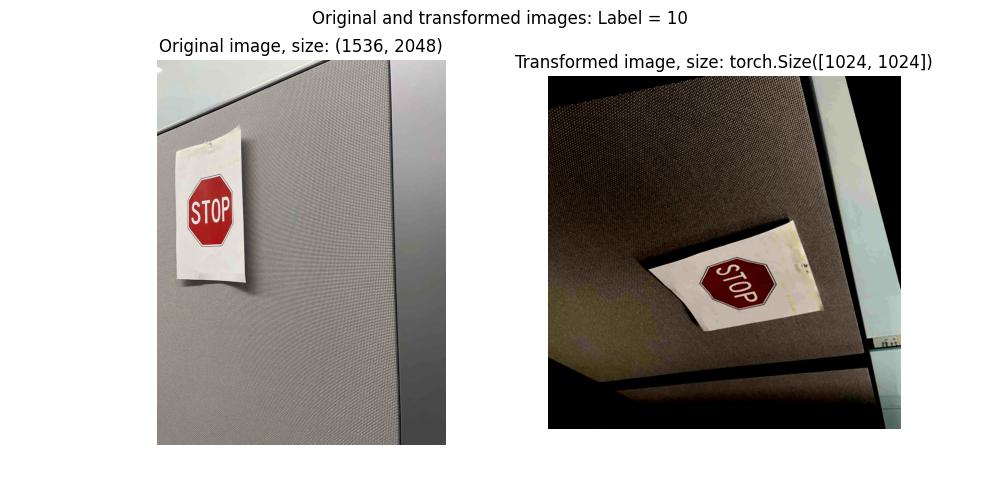 Original and transformed images: Label = 10
Original image, size: (1536, 2048)
Transformed image, size: torch.Size([1024, 1024])
STOP
STOP